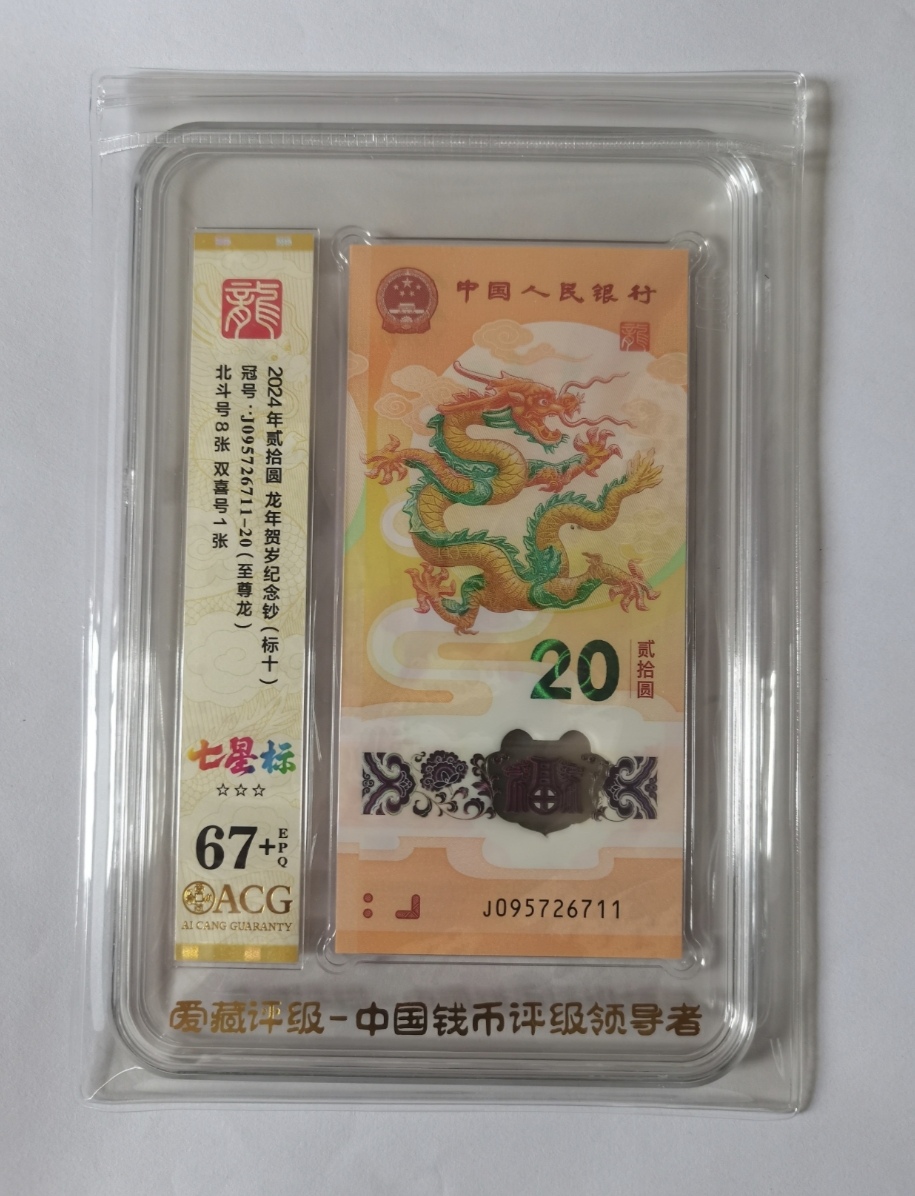 龍
2024年贰拾圆 龙年贺岁纪念钞(标十)
冠号:J095726711-20(至尊龙)
北斗号8张 双喜号1张
七星标
☆☆☆
67+ EPQ
ACG
AI CANG GUARANTY
中国人民银行
龍
20 贰拾圆
福
J095726711
爱藏评级-中国钱币评级领导者